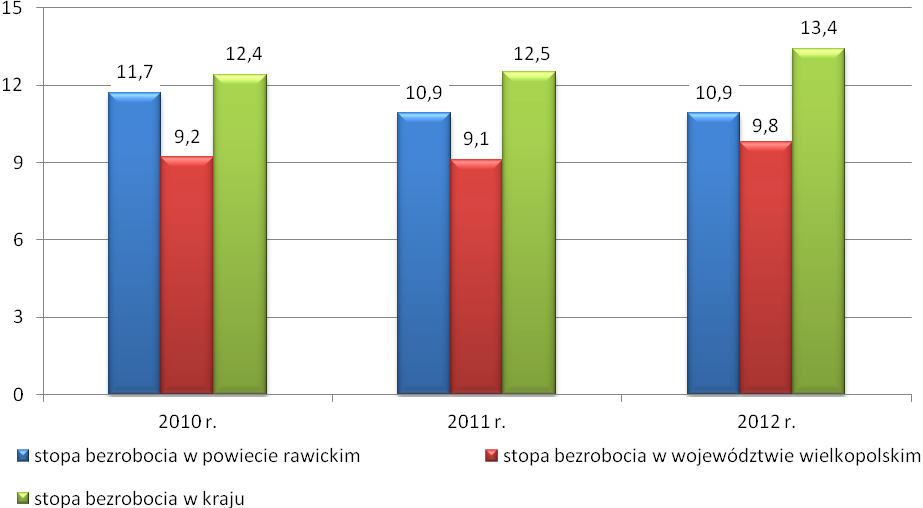 15
12
9
6
3
0
11,7
9,2
12,4
10,9
9,1
12,5
10,9
9,8
13,4
2010 r.
2011 r.
2012 r.
stopa bezrobocia w powiecie rawickim
stopa bezrobocia w województwie wielkopolskim
stopa bezrobocia w kraju